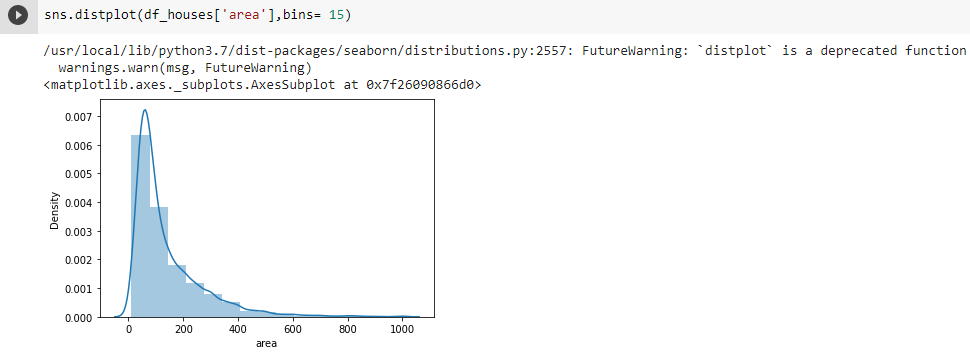 sns.distplot(df_houses['area'],bins= 15)
/usr/local/lib/python3.7/dist-packages/seaborn/distributions.py:2557: FutureWarning: `distplot` is a deprecated function
  warnings.warn(msg, FutureWarning)
<matplotlib.axes._subplots.AxesSubplot at 0x7f26090866d0>
0.007
0.006
0.005
0.004
0.003
0.002
0.001
0.000
Density
0 200 400 600 800 1000
area